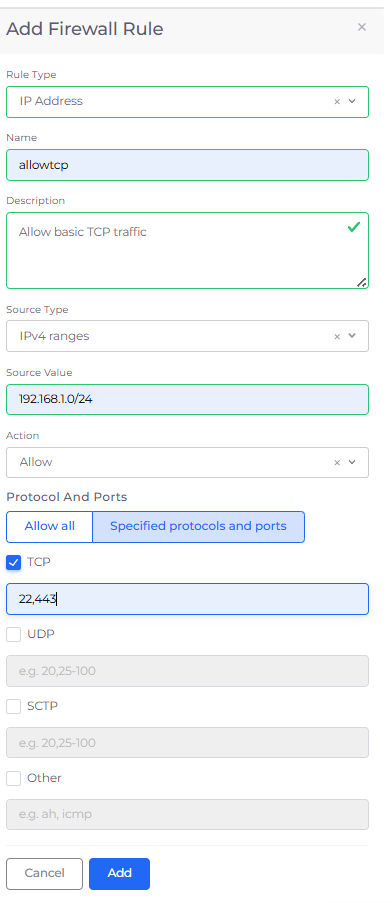 Add Firewall Rule ×
Rule Type
IP Address ×
Name
allowtcp
Description
Allow basic TCP traffic
Source Type
IPv4 ranges ×
Source Value
192.168.1.0/24
Action
Allow ×
Protocol And Ports
Allow all Specified protocols and ports
TCP
22,443
UDP
e.g. 20,25-100
SCTP
e.g. 20,25-100
Other
e.g. ah, icmp
Cancel Add